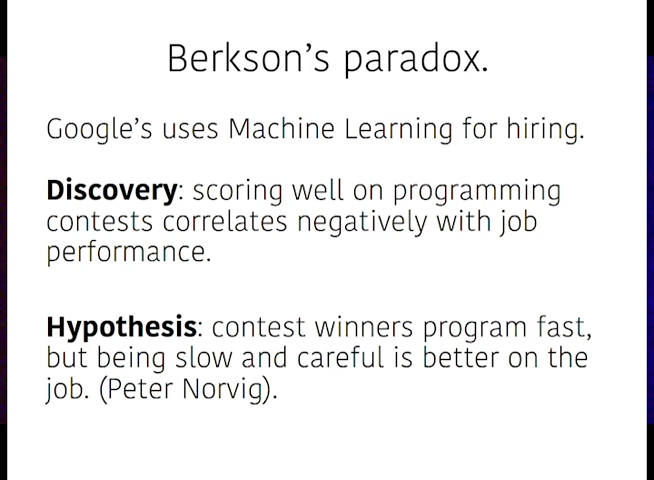 Berkson's paradox.
Google's uses Machine Learning for hiring.
Discovery: scoring well on programming
contests correlates negatively with job
performance.
Hypothesis: contest winners program fast,
but being slow and careful is better on the
job. (Peter Norvig).